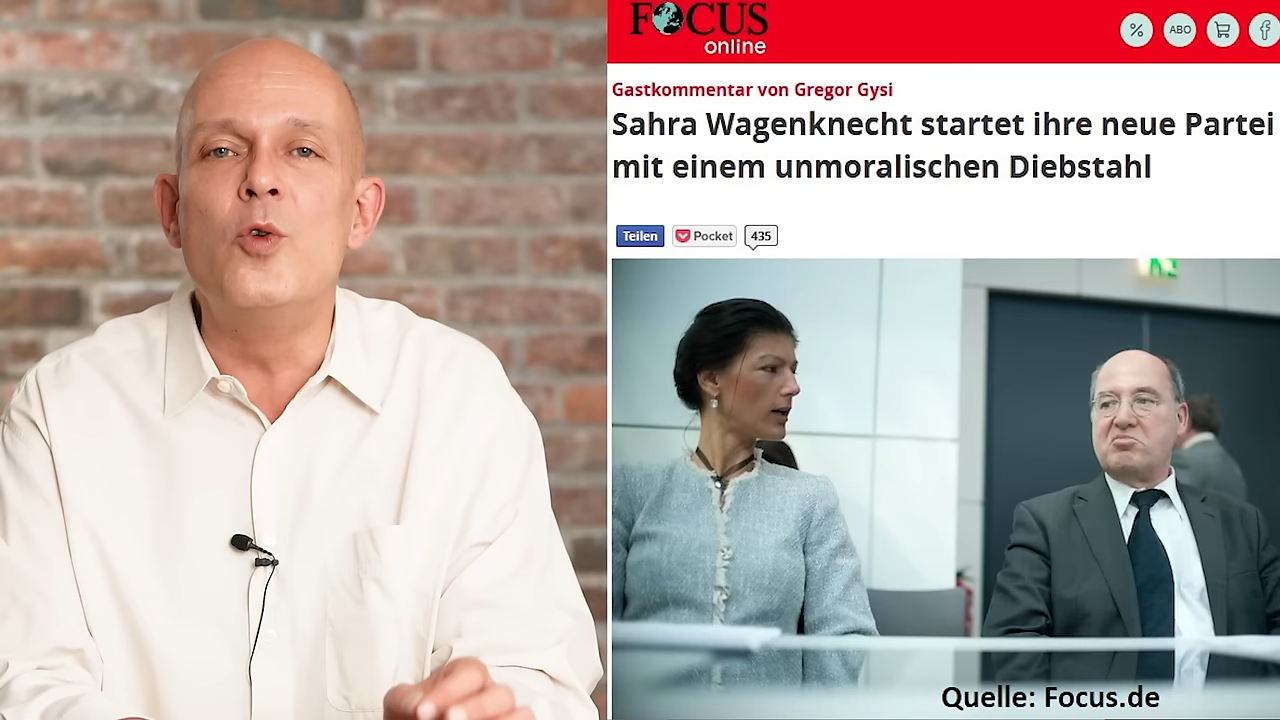 FOCUS
online
%
ABO
f
Gastkommentar von Gregor Gysi
Sahra Wagenknecht startet ihre neue Partei
mit einem unmoralischen Diebstahl
Teilen
Pocket
435
Quelle: Focus.de